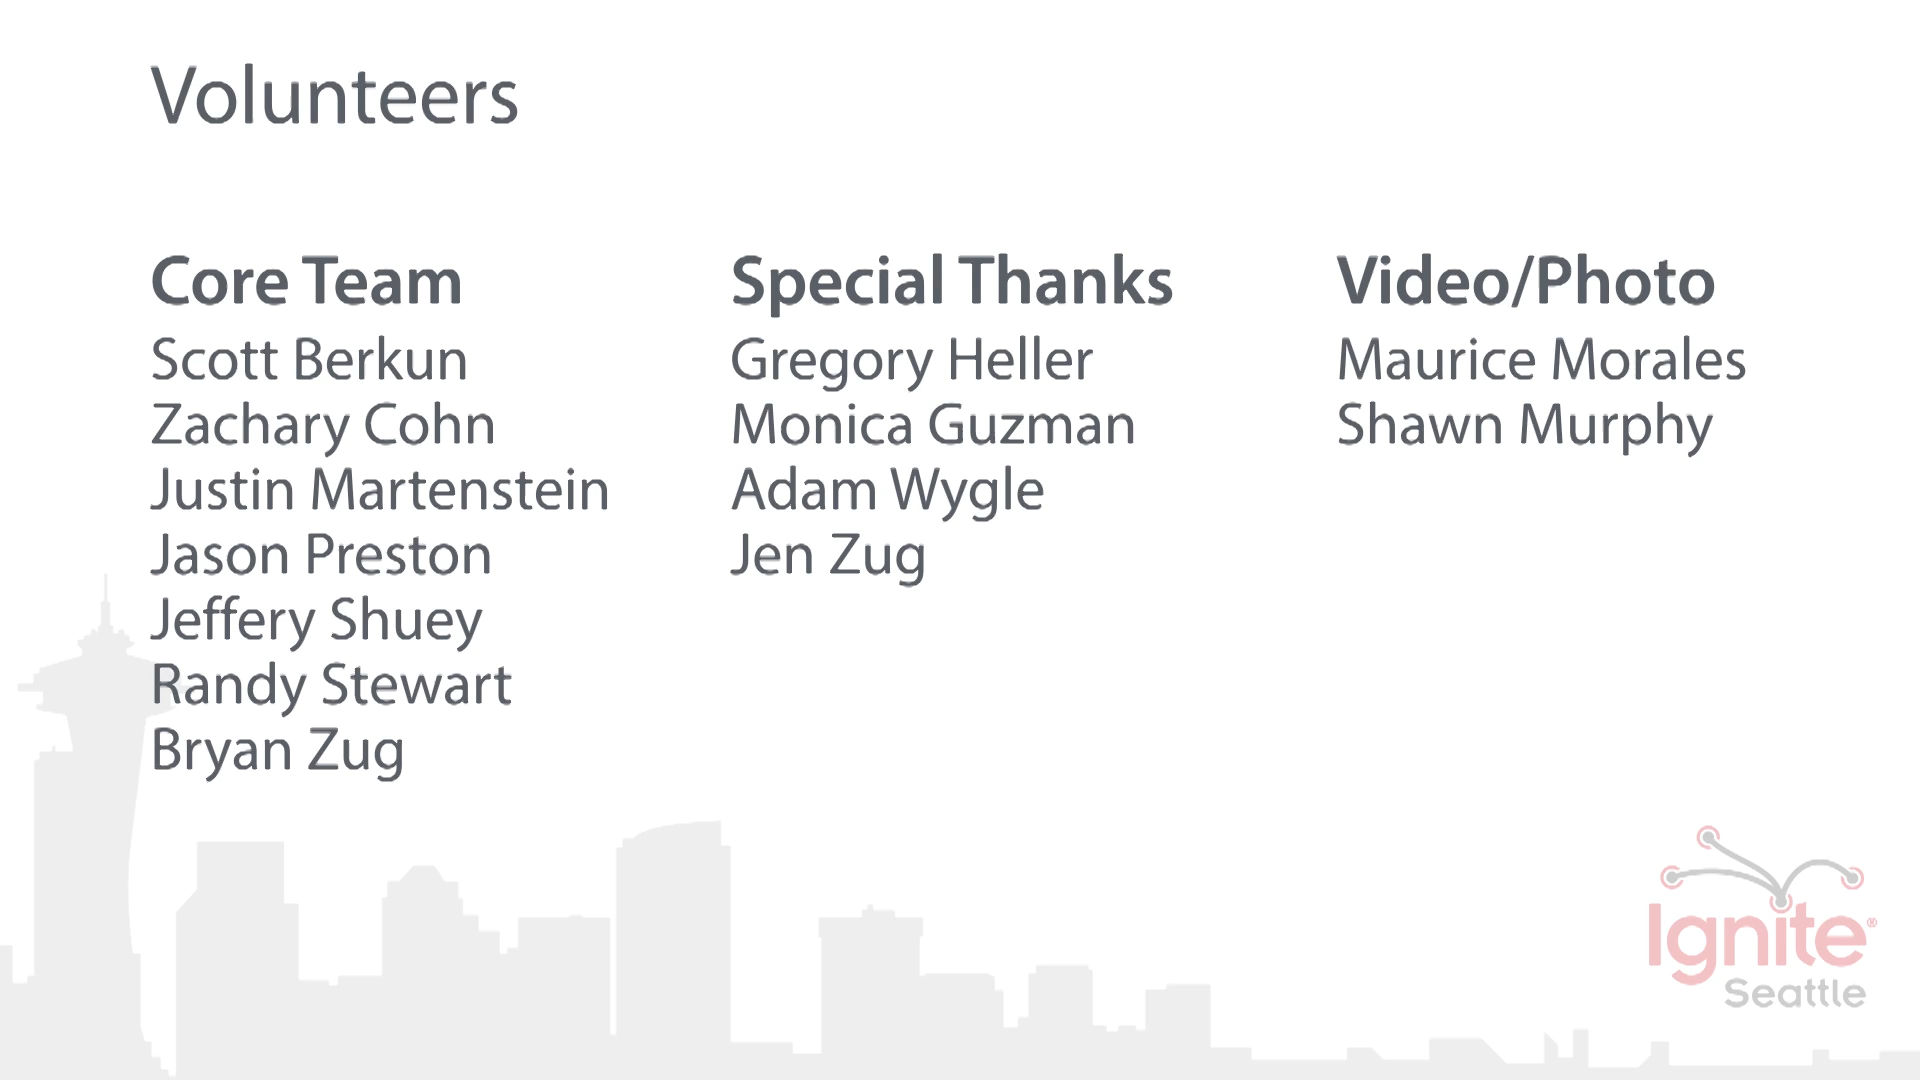 Volunteers
Core Team
Scott Berkun
Zachary Cohn
Justin Martenstein
Jason Preston
Jeffery Shuey
Randy Stewart
Bryan Zug
Special Thanks
Gregory Heller
Monica Guzman
Adam Wygle
Jen Zug
Video/Photo
Maurice Morales
Shawn Murphy
Ignite®
Seattle